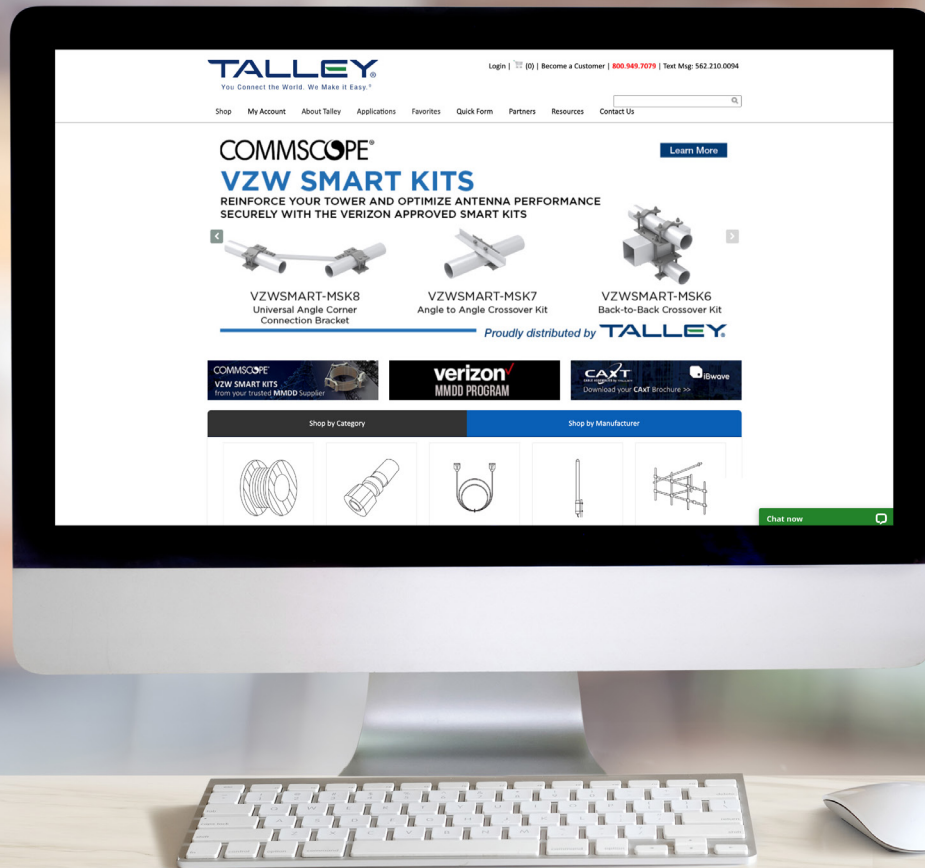 TALLEY®
You Connect the World. We Make it Easy.®
Login | (0) | Become a Customer | 800.949.7079 | Text Msg: 562.210.0094
Shop My Account About Talley Applications Favorites Quick Form Partners Resources Contact Us
COMMSCOPE®
Learn More
VZW SMART KITS
REINFORCE YOUR TOWER AND OPTIMIZE ANTENNA PERFORMANCE
SECURELY WITH THE VERIZON APPROVED SMART KITS
VZWSMART-MSK8
Universal Angle Corner
Connection Bracket
VZWSMART-MSK7
Angle to Angle Crossover Kit
VZWSMART-MSK6
Back-to-Back Crossover Kit
Proudly distributed by TALLEY®
COMMSCOPE®
VZW SMART KITS
from your trusted MMDD Supplier
verizon✓
MMDD PROGRAM
CAXT
iBwave
Download your CAxT Brochure >>
Shop by Category
Shop by Manufacturer
Chat now